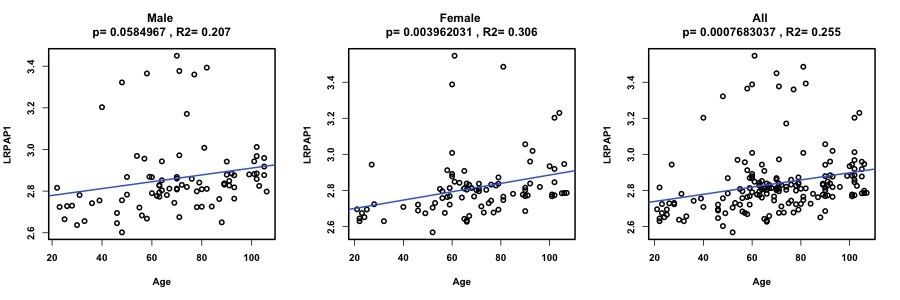 Male
p= 0.0584967 , R2= 0.207
LRPAP1
3.4
3.2
3.0
2.8
2.6
20 40 60 80 100
Age
Female
p= 0.003962031 , R2= 0.306
LRPAP1
3.4
3.2
3.0
2.8
2.6
20 40 60 80 100
Age
All
p= 0.0007683037 , R2= 0.255
LRPAP1
3.4
3.2
3.0
2.8
2.6
20 40 60 80 100
Age